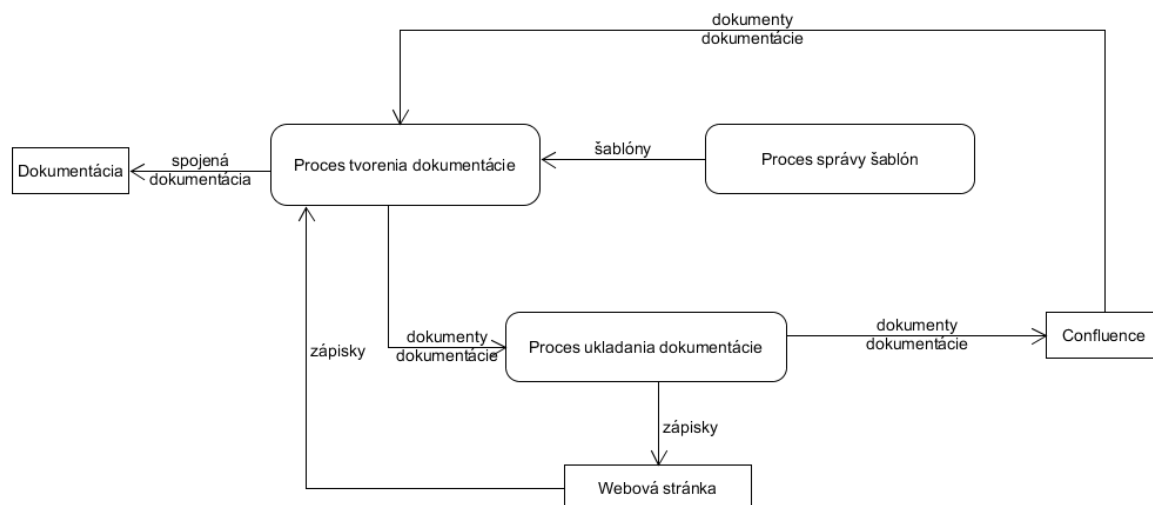 dokumenty
dokumentácie
Dokumentácia
spojená
dokumentácia
Proces tvorenia dokumentácie
šablóny
Proces správy šablón
zápisky
dokumenty
dokumentácie
Proces ukladania dokumentácie
dokumenty
dokumentácie
Confluence
zápisky
Webová stránka